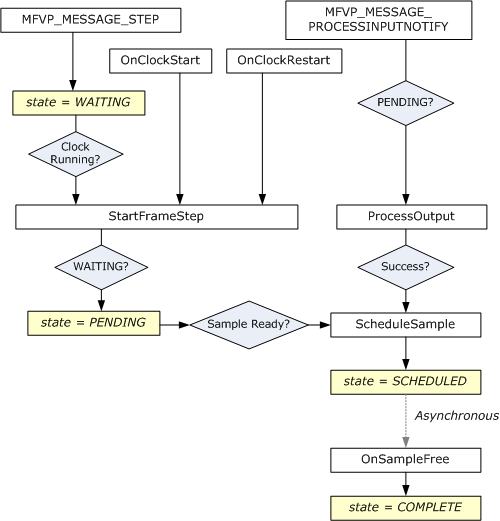 MFVP_MESSAGE_STEP
MFVP_MESSAGE_
PROCESSINPUTNOTIFY
OnClockStart
OnClockRestart
state = WAITING
PENDING?
Clock
Running?
StartFrameStep
ProcessOutput
WAITING?
Success?
state = PENDING
Sample Ready?
ScheduleSample
state = SCHEDULED
Asynchronous
OnSampleFree
state = COMPLETE